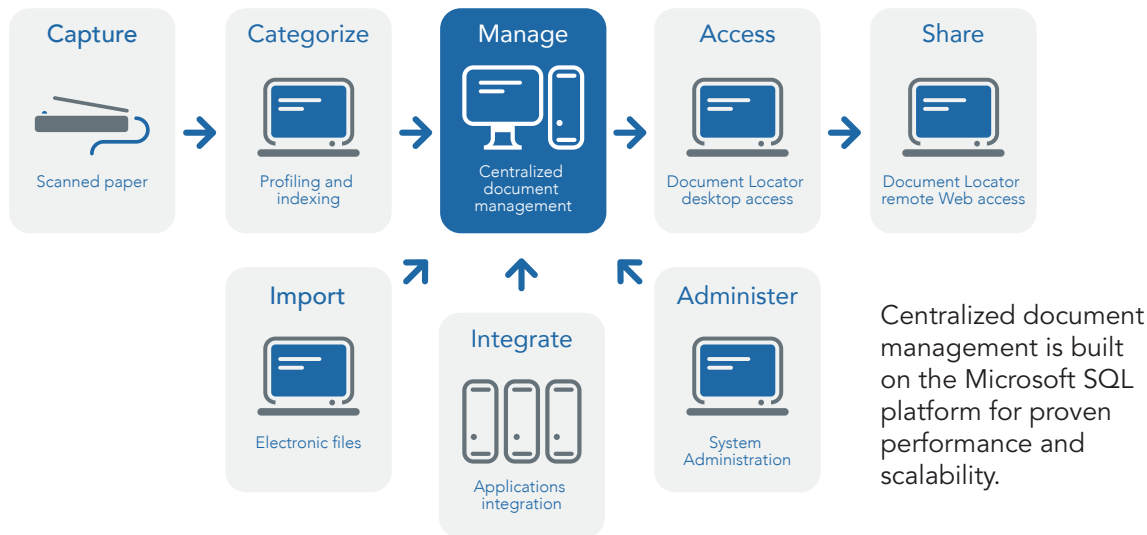 Capture
Scanned paper
Categorize
Profiling and
indexing
Manage
Centralized
document
management
Access
Document Locator
desktop access
Share
Document Locator
remote Web access
Import
Electronic files
Integrate
Applications
integration
Administer
System
Administration
Centralized document
management is built
on the Microsoft SQL
platform for proven
performance and
scalability.